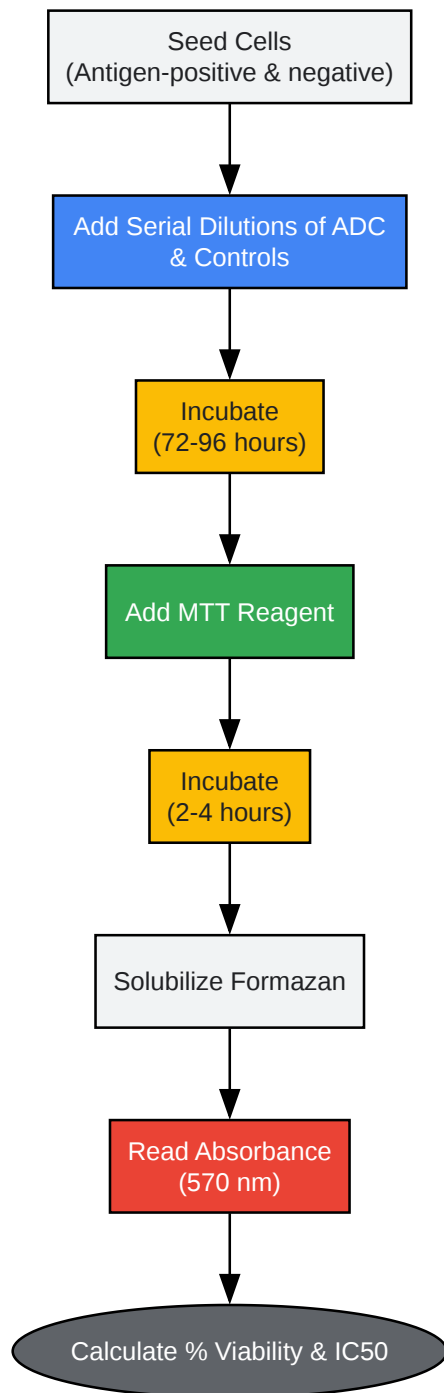 Seed Cells
(Antigen-positive & negative)
Add Serial Dilutions of ADC
& Controls
Incubate
(72-96 hours)
Add MTT Reagent
Incubate
(2-4 hours)
Solubilize Formazan
Read Absorbance
(570 nm)
Calculate % Viability & IC50